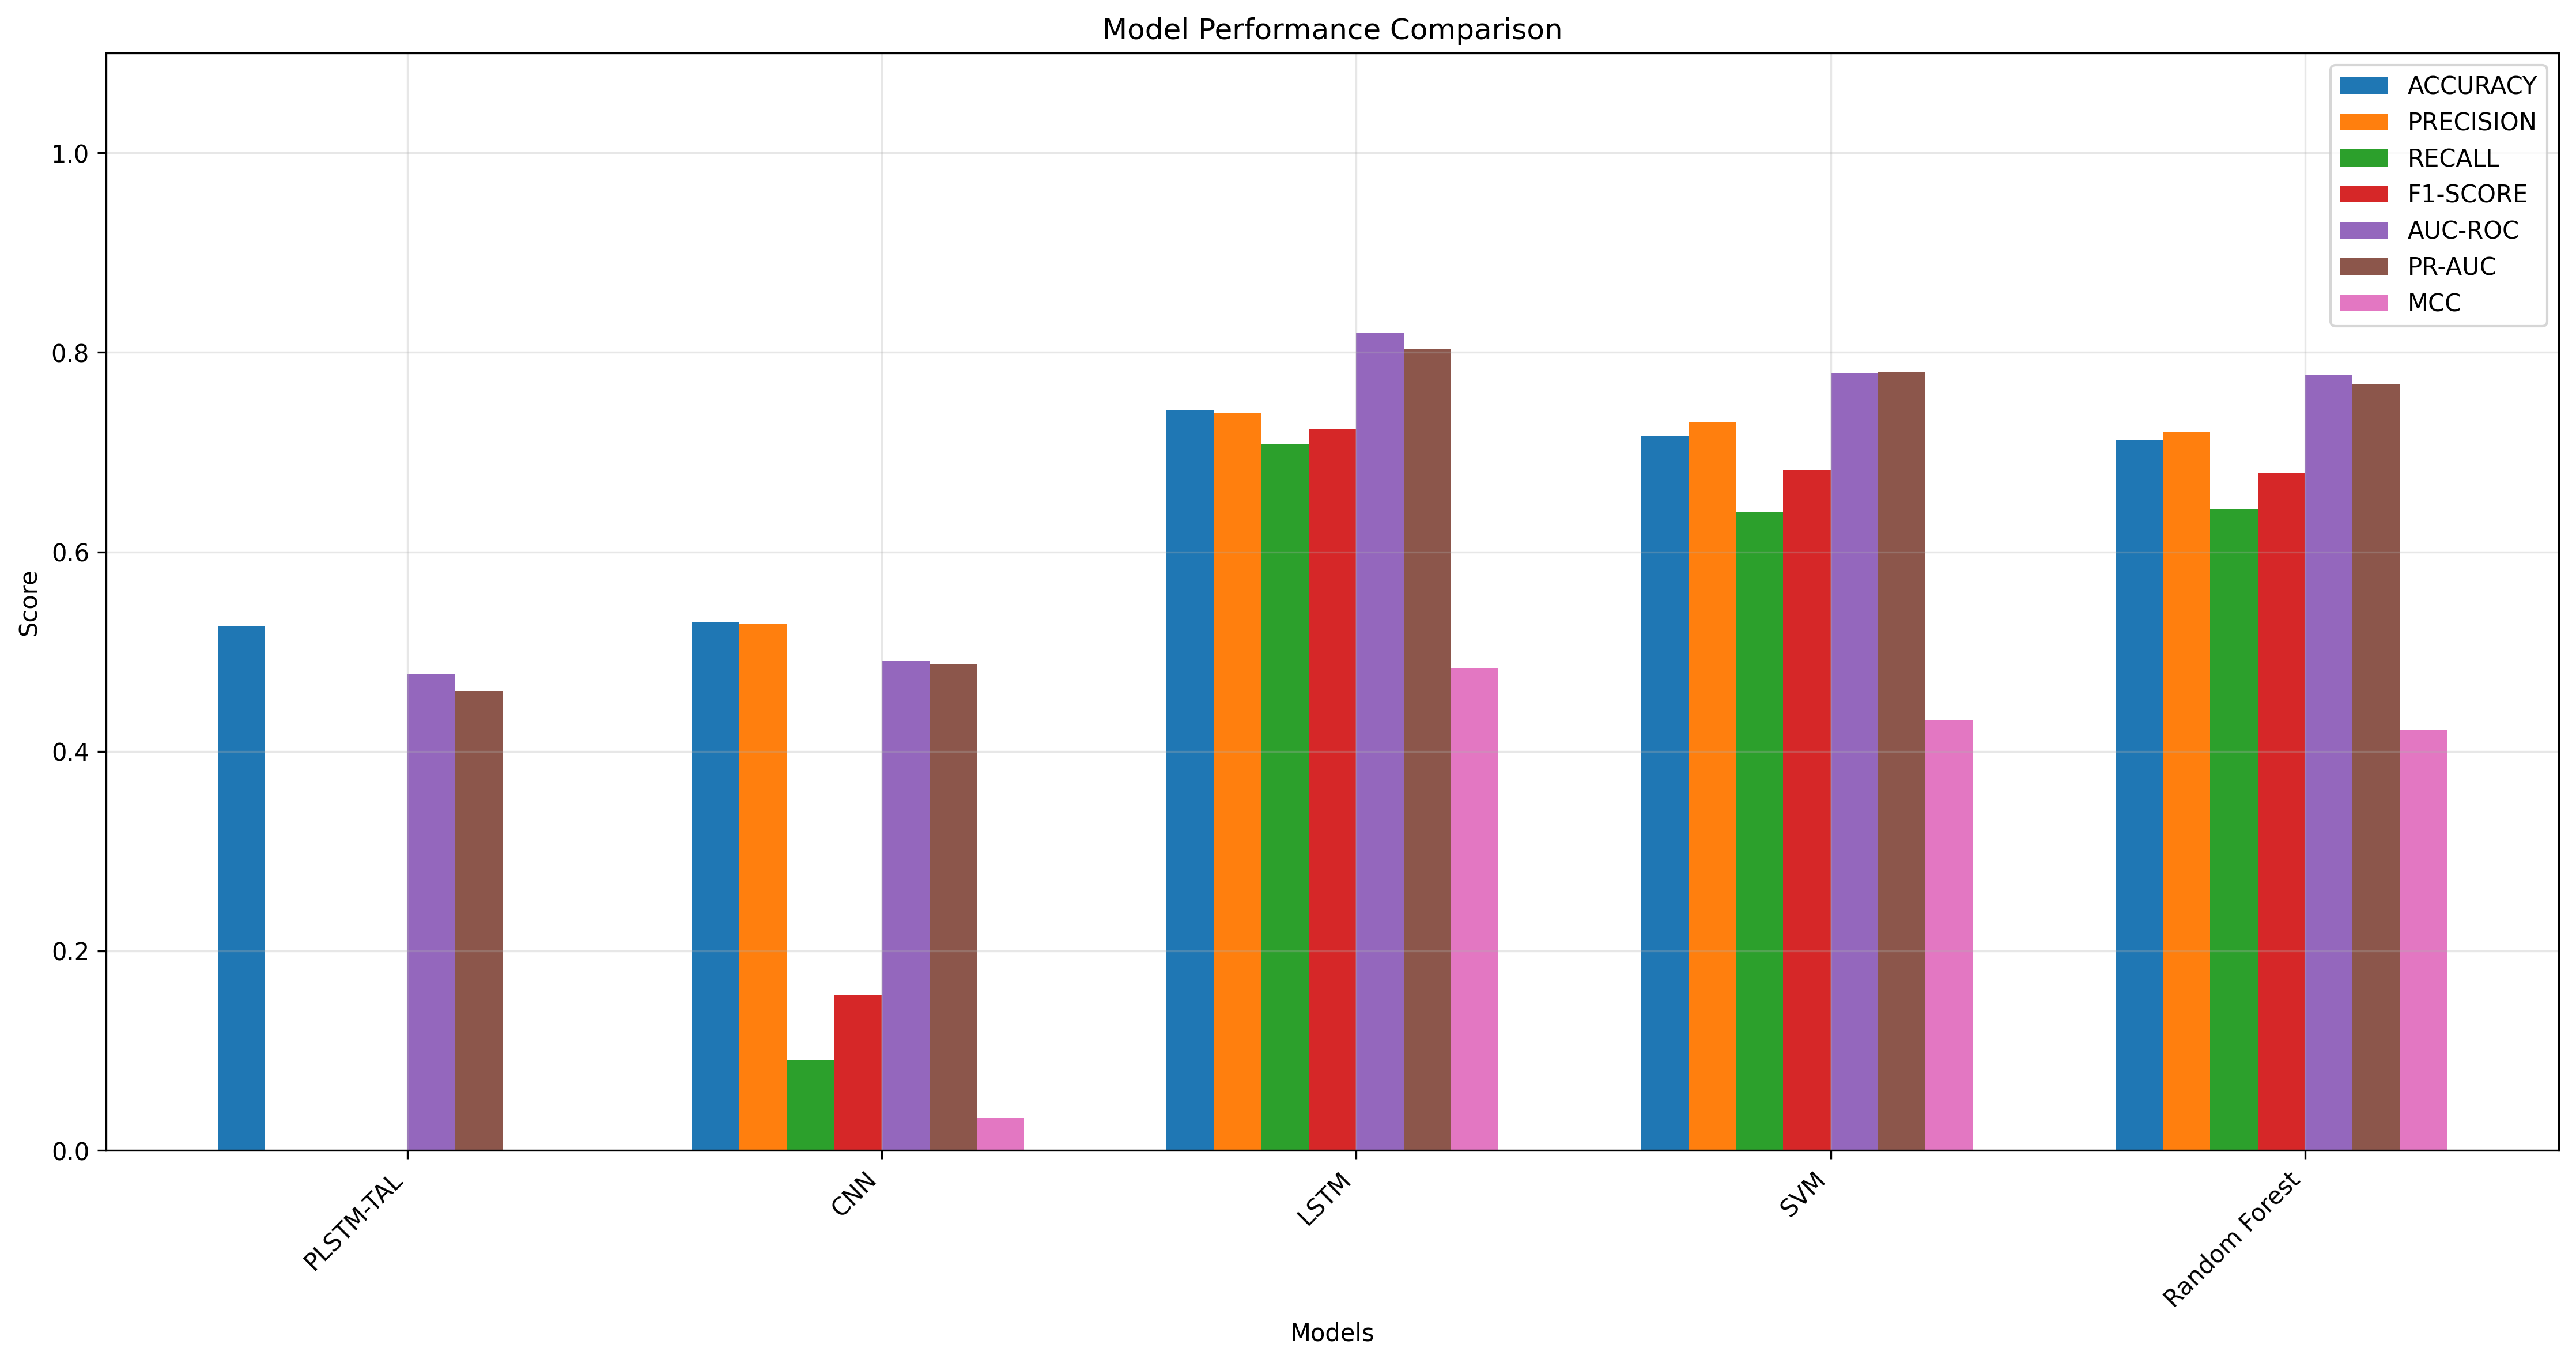 Model Performance Comparison
ACCURACY
PRECISION
RECALL
F1-SCORE
AUC-ROC
PR-AUC
MCC
1.0
0.8
0.6
0.4
0.2
0.0
Score
PLSTM-TAL
CNN
LSTM
SVM
Random Forest
Models